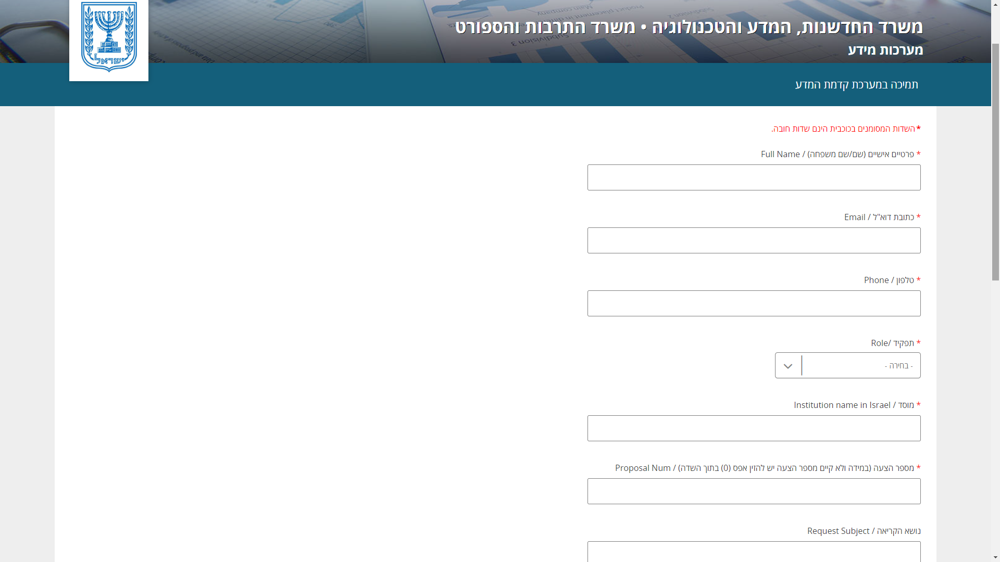 משרד החדשנות, המדע והטכנולוגיה • משרד התרבות והספורט
מערכות מידע
ישראל
תמיכה במערכת קדמת המדע
*השדות המסומנים בכוכבית הינם שדות חובה.
* פרטיים אישיים (שם/שם משפחה) / Full Name
* כתובת דוא"ל / Email
* טלפון / Phone
* תפקיד /Role
- בחירה -
* מוסד / Institution name in Israel
* מספר הצעה (במידה ולא קיים מספר הצעה יש להזין אפס (0) בתוך השדה) / Proposal Num
נושא הקריאה / Request Subject